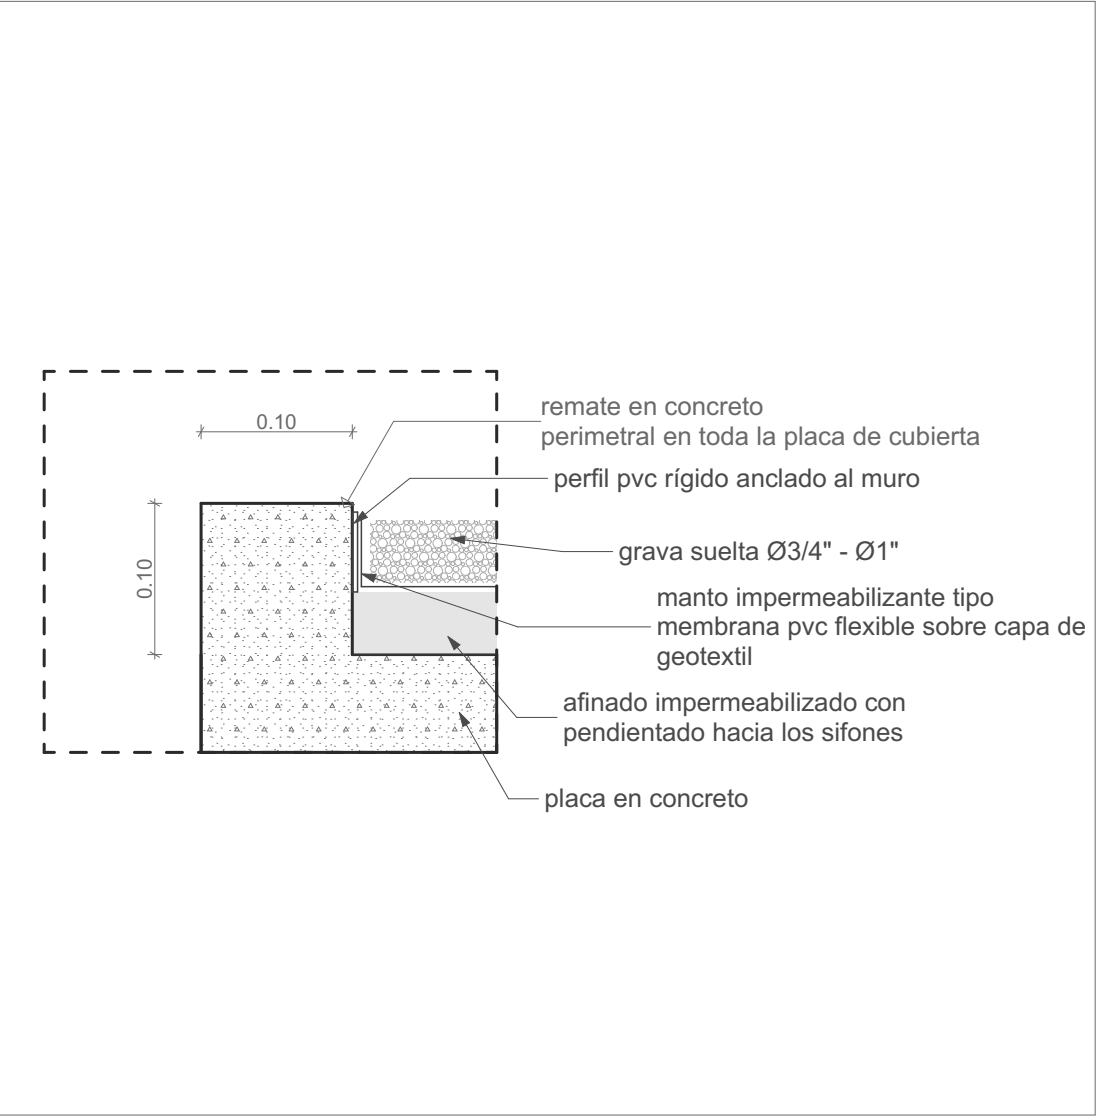 0.10
remate en concreto
perimetral en toda la placa de cubierta
perfil pvc rígido anclado al muro
grava suelta Ø3/4" - Ø1"
0.10
manto impermeabilizante tipo
membrana pvc flexible sobre capa de
geotextil
afinado impermeabilizado con
pendientado hacia los sifones
placa en concreto